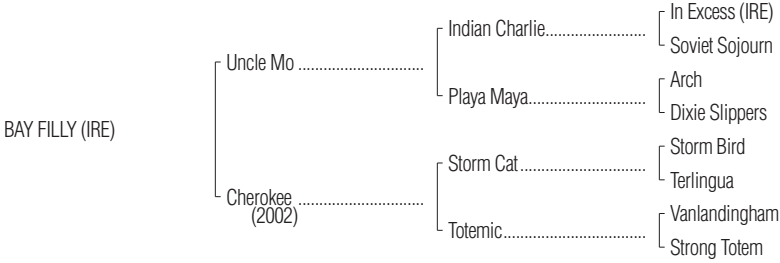 In Excess (IRE)
Indian Charlie
Soviet Sojourn
Uncle Mo
Arch
Playa Maya
Dixie Slippers
BAY FILLY (IRE)
Storm Bird
Storm Cat
Terlingua
Cherokee
(2002)
Vanlandingham
Totemic
Strong Totem